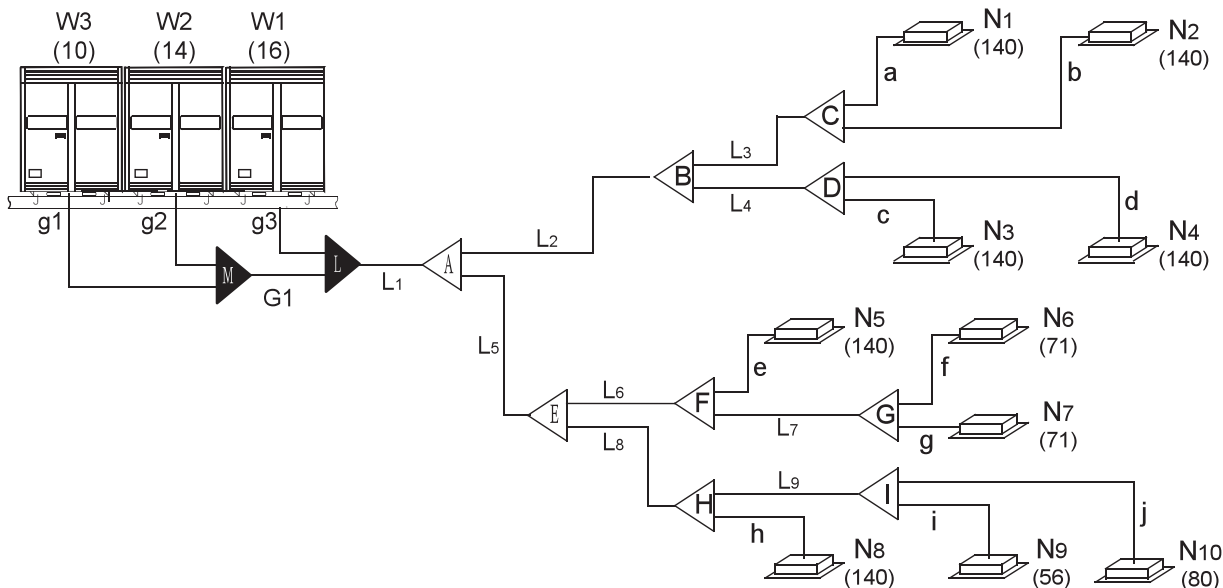 W3 W2 W1
(10) (14) (16)
g1 g2 g3
M
G1
L
L1
A
L2
L5
B
L3
L4
C
a
b
N1
(140)
N2
(140)
D
c
d
N3
(140)
N4
(140)
E
L6
L8
F
e
N5
(140)
L7
G
f
g
N6
(71)
N7
(71)
H
L9
h
I
i
j
N8
(140)
N9
(56)
N10
(80)